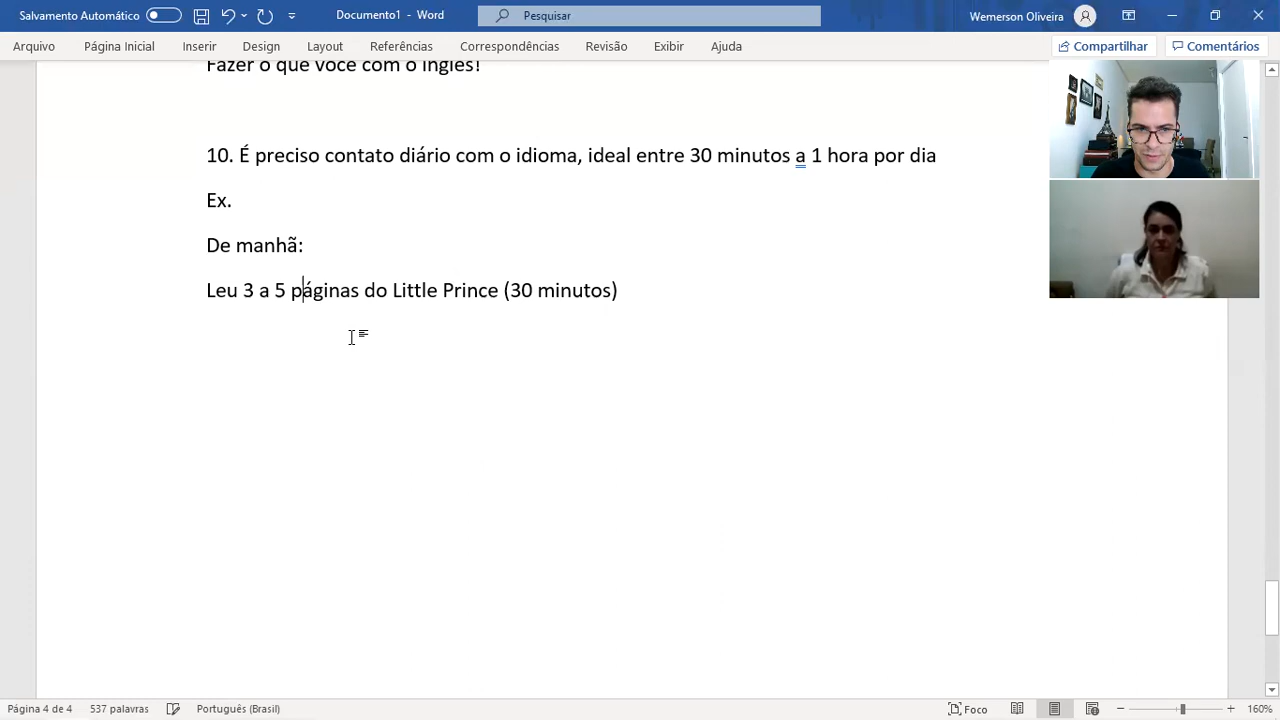 Salvamento Automático
Documento1 - Word
Pesquisar
Wemerson Oliveira
Arquivo
Página Inicial
Inserir
Design
Layout
Referências
Correspondências
Revisão
Exibir
Ajuda
Compartilhar
Comentários
Fazer o que você com o inglês!
10. É preciso contato diário com o idioma, ideal entre 30 minutos a 1 hora por dia
Ex.
De manhã:
Leu 3 a 5 páginas do Little Prince (30 minutos)
Página 4 de 4
537 palavras
Português (Brasil)
Foco
160%